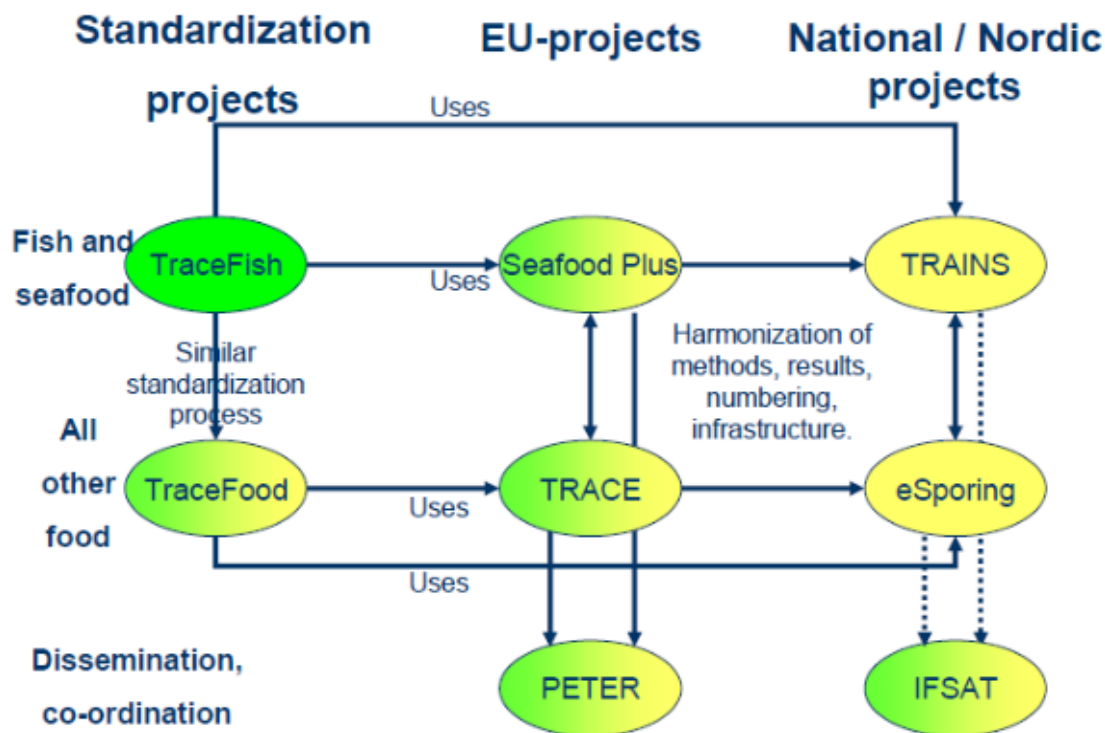 Standardization
projects
EU-projects
National / Nordic
projects
Uses
Fish and
seafood
TraceFish
Uses
Seafood Plus
TRAINS
Similar
standardization
process
Harmonization of
methods, results,
numbering,
infrastructure.
All
other
food
TraceFood
Uses
TRACE
eSporing
Uses
Dissemination,
co-ordination
PETER
IFSAT